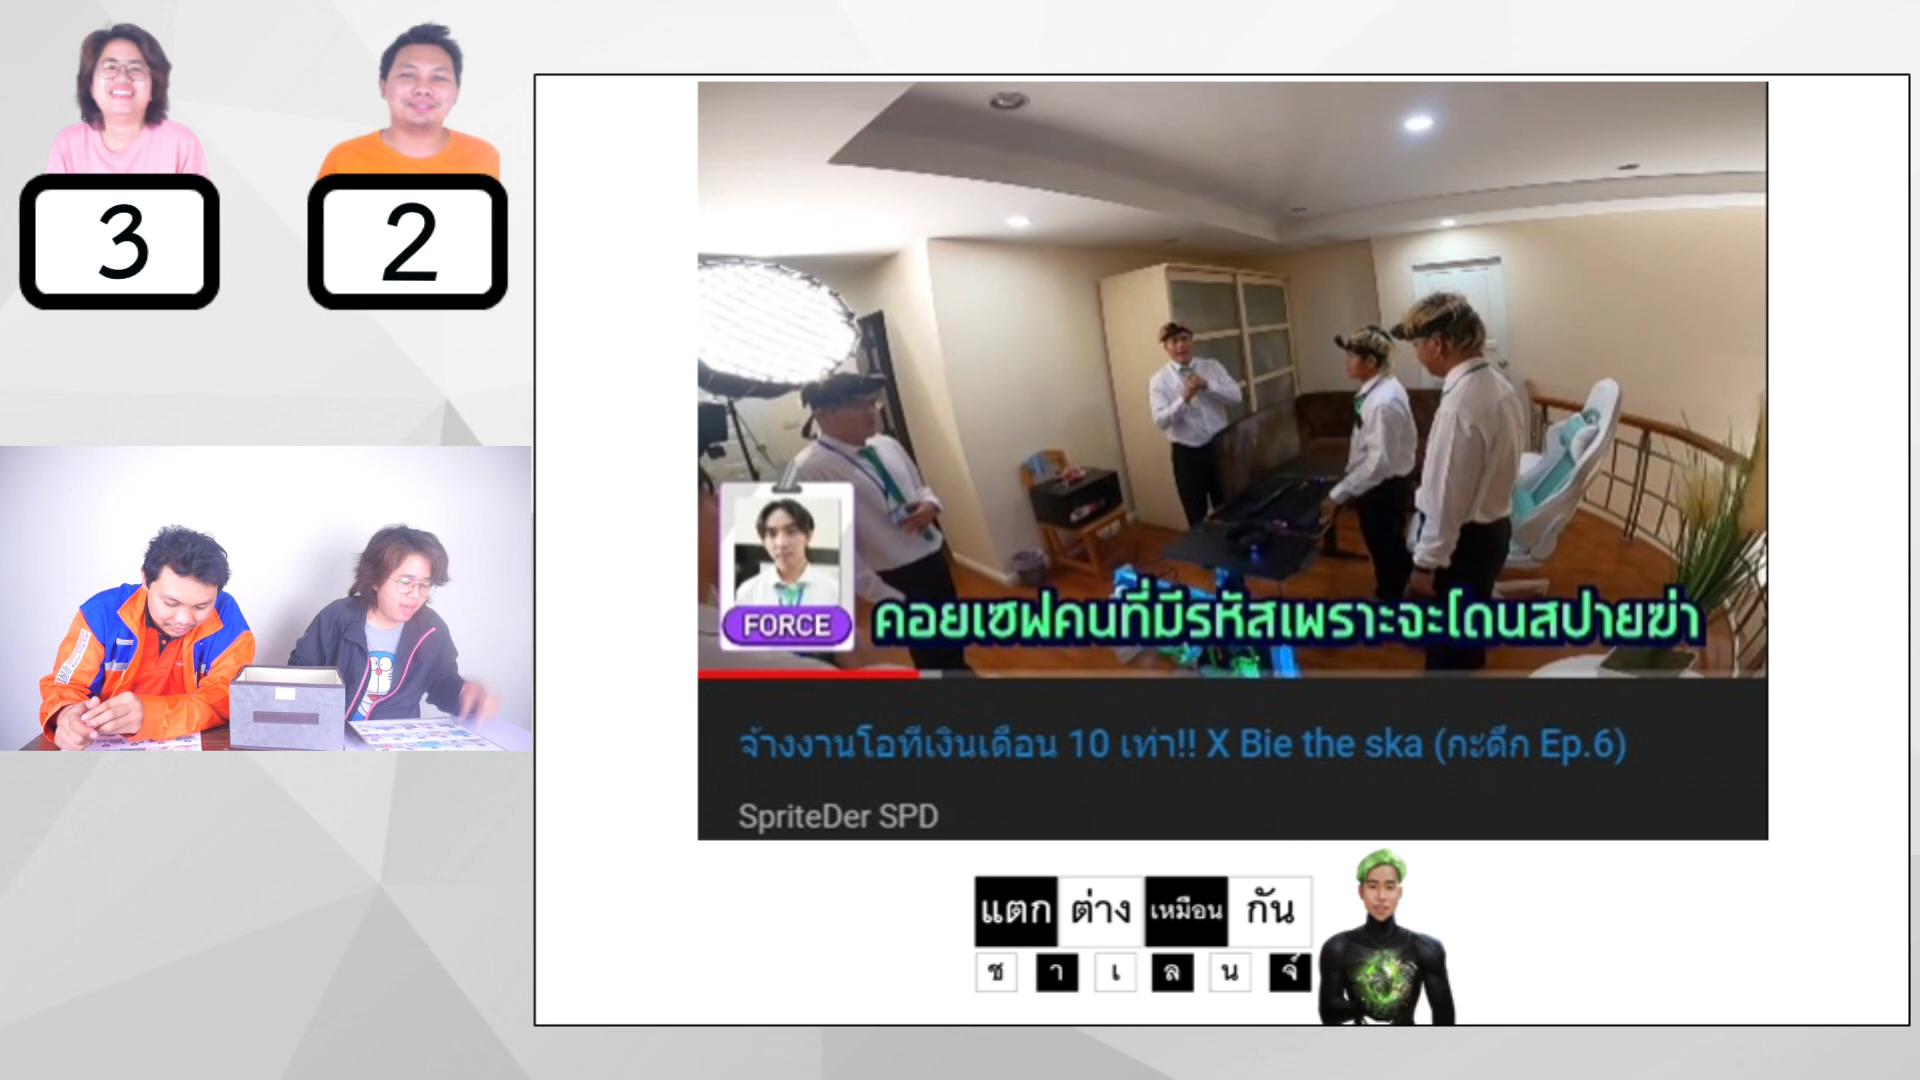 3
2
FORCE
คอยเซฟคนที่มีรหัสเพราะจะโดนสปายฆ่า
จ้างงานโอทีเงินเดือน 10 เท่า!! X Bie the ska (กะดึก Ep.6)
SpriteDer SPD
แตก ต่าง เหมือน กัน
ช า เ ล น จ์